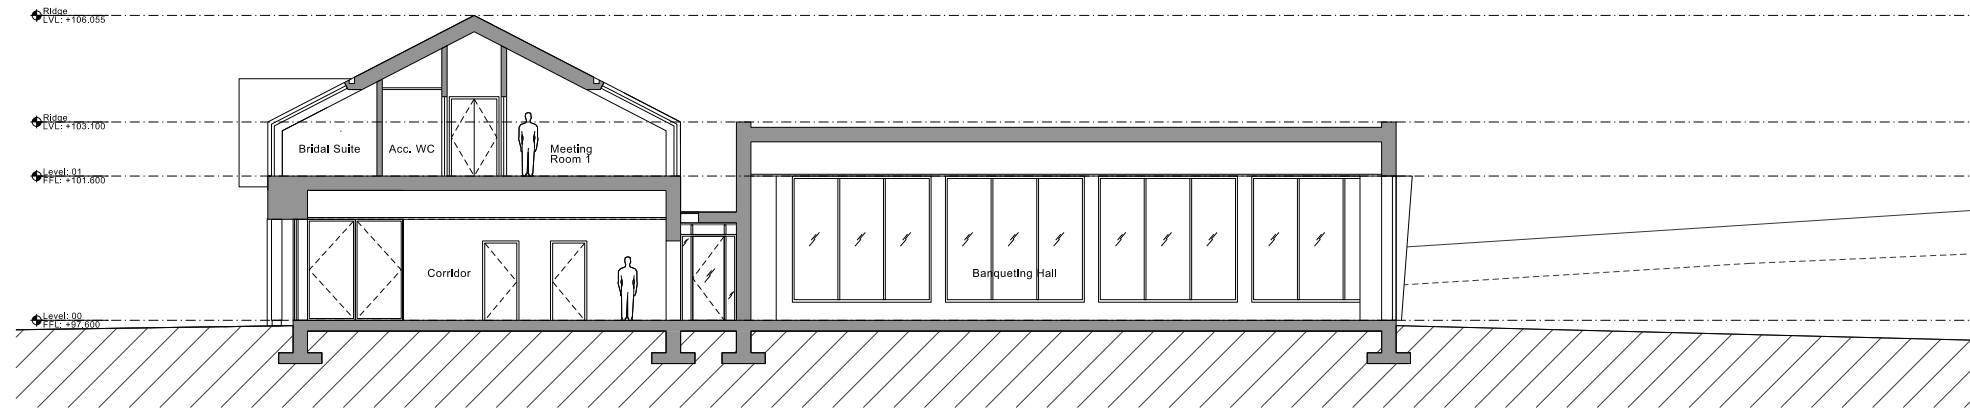 Ridge
LVL: +106.055
Ridge
LVL: +103.100
Bridal Suite
Acc. WC
Meeting
Room 1
Level: 01
FFL: +101.600
Corridor
Banqueting Hall
Level: 00
FFL: +97.600